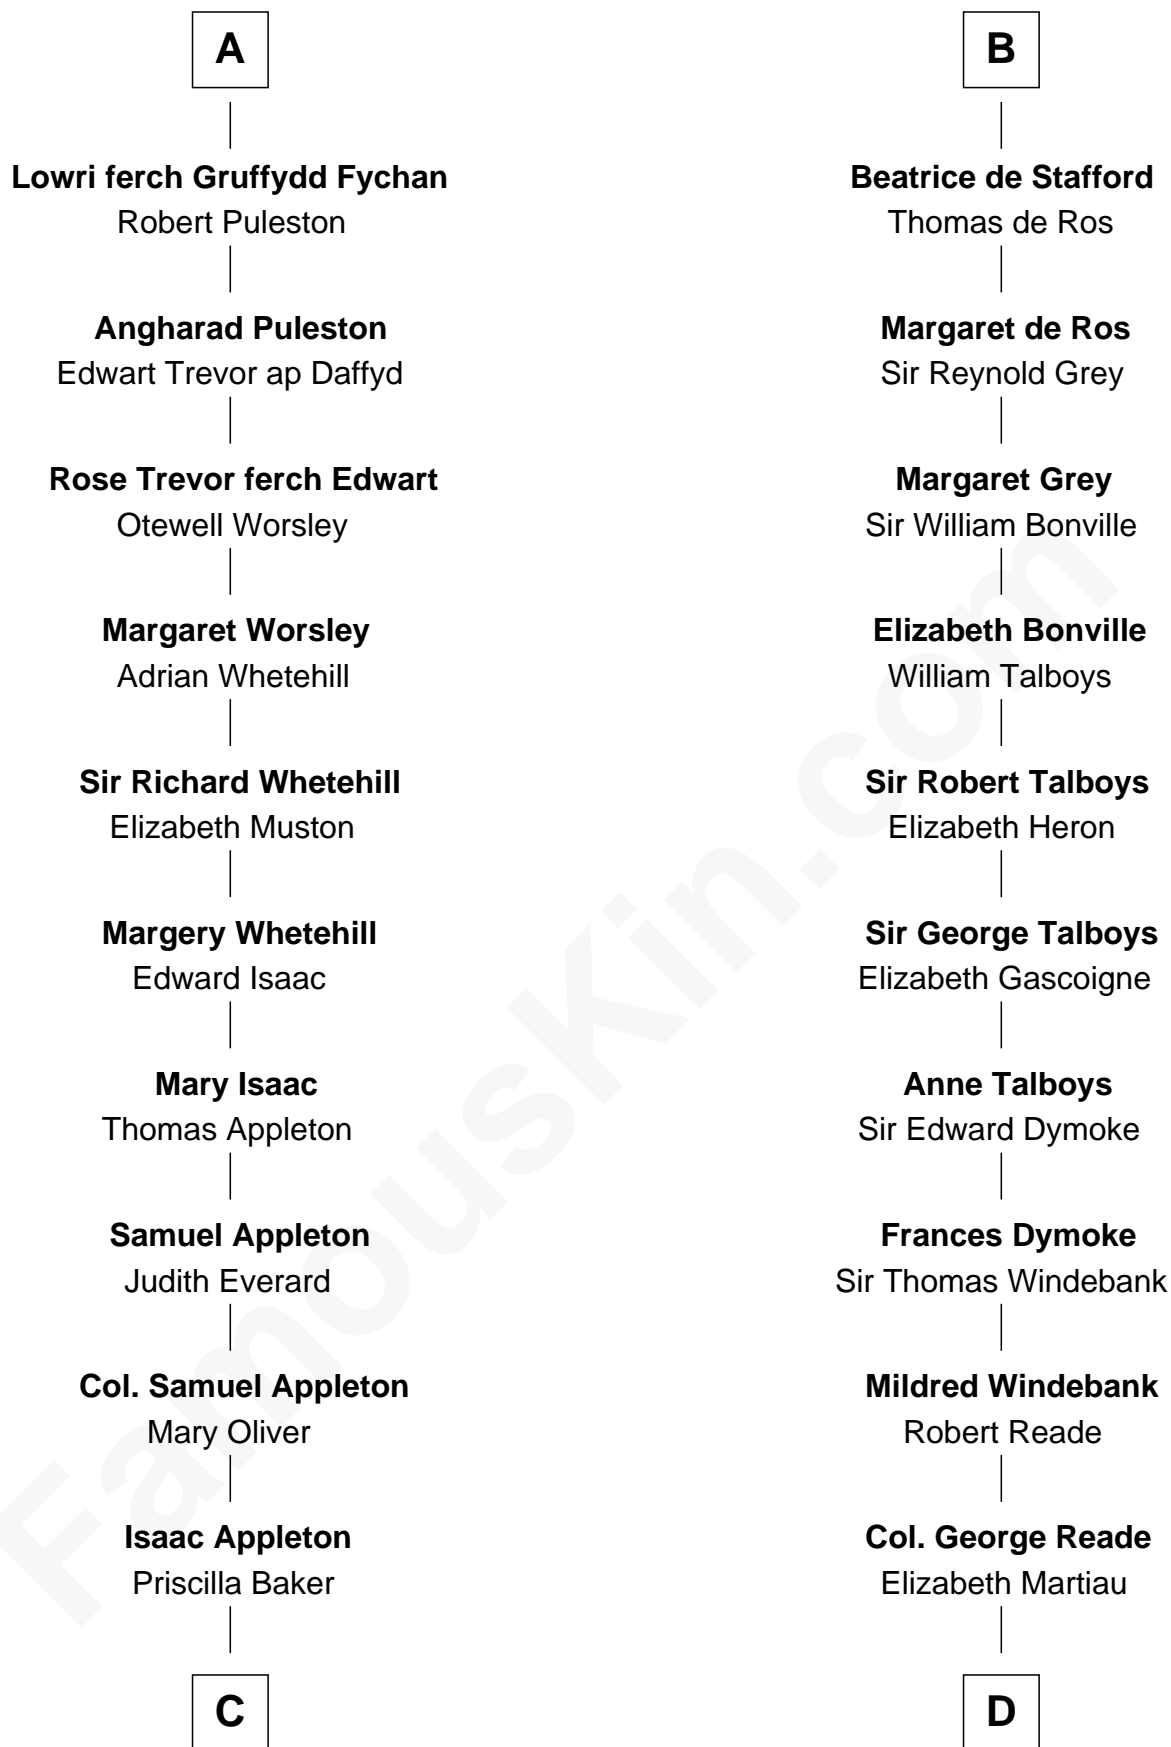 A
Lowri ferch Gruffydd Fychan
Robert Puleston
Angharad Puleston
Edwart Trevor ap Daffyd
Rose Trevor ferch Edwart
Otewell Worsley
Margaret Worsley
Adrian Whetehill
Sir Richard Whetehill
Elizabeth Muston
Margery Whetehill
Edward Isaac
Mary Isaac
Thomas Appleton
Samuel Appleton
Judith Everard
Col. Samuel Appleton
Mary Oliver
Isaac Appleton
Priscilla Baker
C
B
Beatrice de Stafford
Thomas de Ros
Margaret de Ros
Sir Reynold Grey
Margaret Grey
Sir William Bonville
Elizabeth Bonville
William Talboys
Sir Robert Talboys
Elizabeth Heron
Sir George Talboys
Elizabeth Gascoigne
Anne Talboys
Sir Edward Dymoke
Frances Dymoke
Sir Thomas Windebank
Mildred Windebank
Robert Reade
Col. George Reade
Elizabeth Martiau
D
FamousKin.com